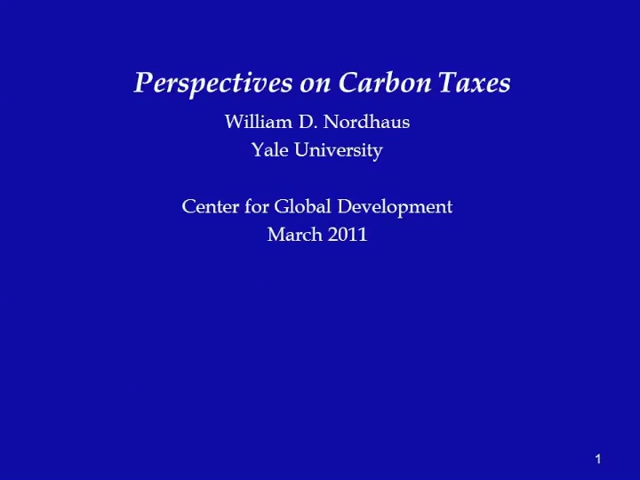 Perspectives on Carbon Taxes
William D. Nordhaus
Yale University
Center for Global Development
March 2011
1